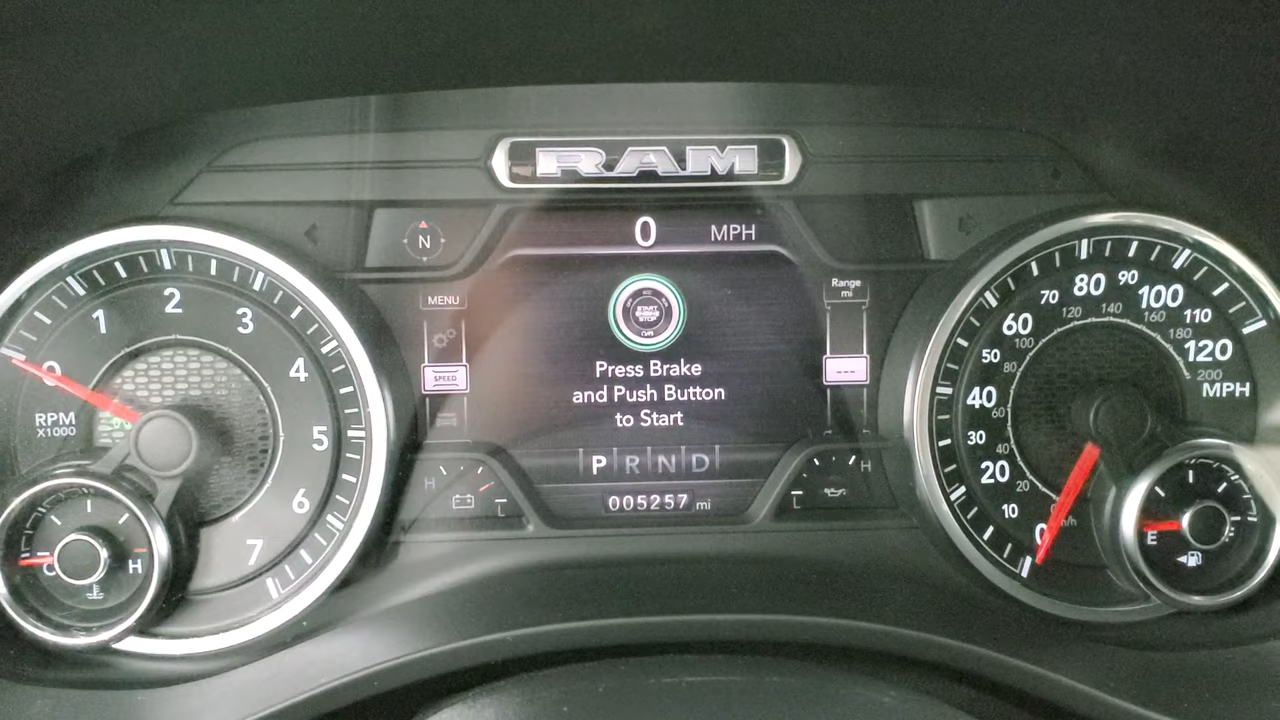 RAM
0 MPH
N
MENU
SPEED
Range
mi
---
START
ENGINE
STOP
Press Brake
and Push Button
to Start
P R N D
005257 mi
H
L
L
H
0
1
2
3
4
5
6
7
RPM
X1000
C
H
0
10
20
30
40
50
60
70
80
90
100
110
120
MPH
20
60
80
100
120
140
160
180
200
E